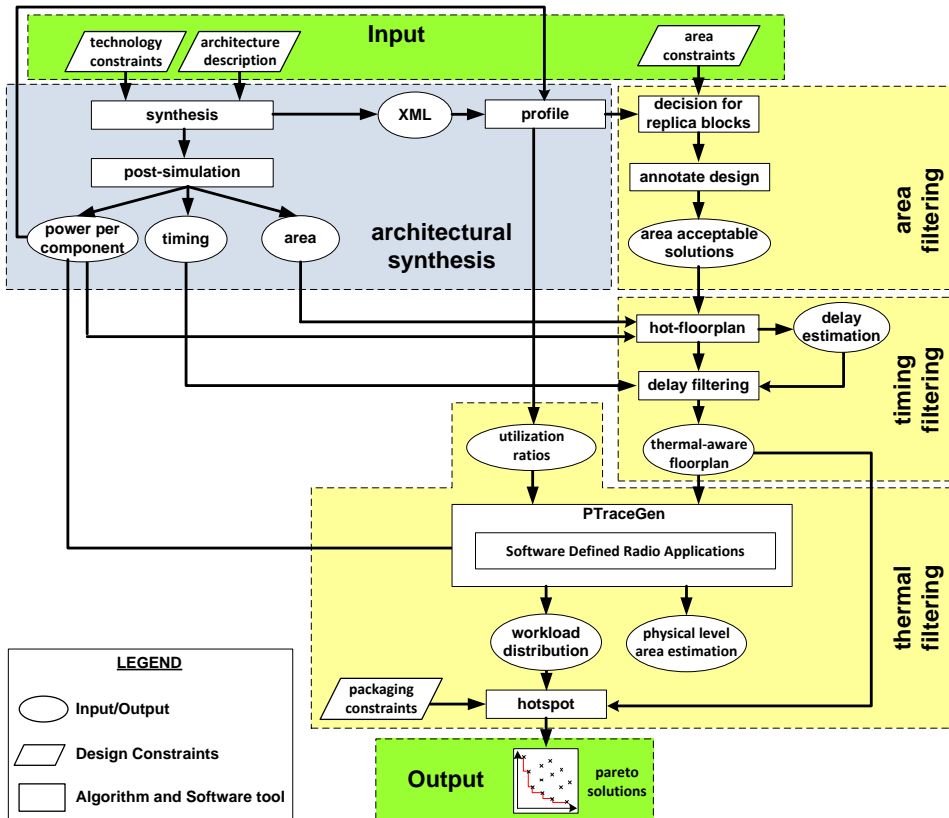 Input
technology
constraints
architecture
description
area
constraints
synthesis
XML
profile
decision for
replica blocks
post-simulation
annotate design
power per
component
timing
area
architectural
synthesis
area acceptable
solutions
area
filtering
hot-floorplan
delay
estimation
delay filtering
timing
filtering
utilization
ratios
thermal-aware
floorplan
PTraceGen
Software Defined Radio Applications
workload
distribution
physical level
area estimation
thermal
filtering
packaging
constraints
hotspot
Output
pareto
solutions
LEGEND
Input/Output
Design Constraints
Algorithm and Software tool